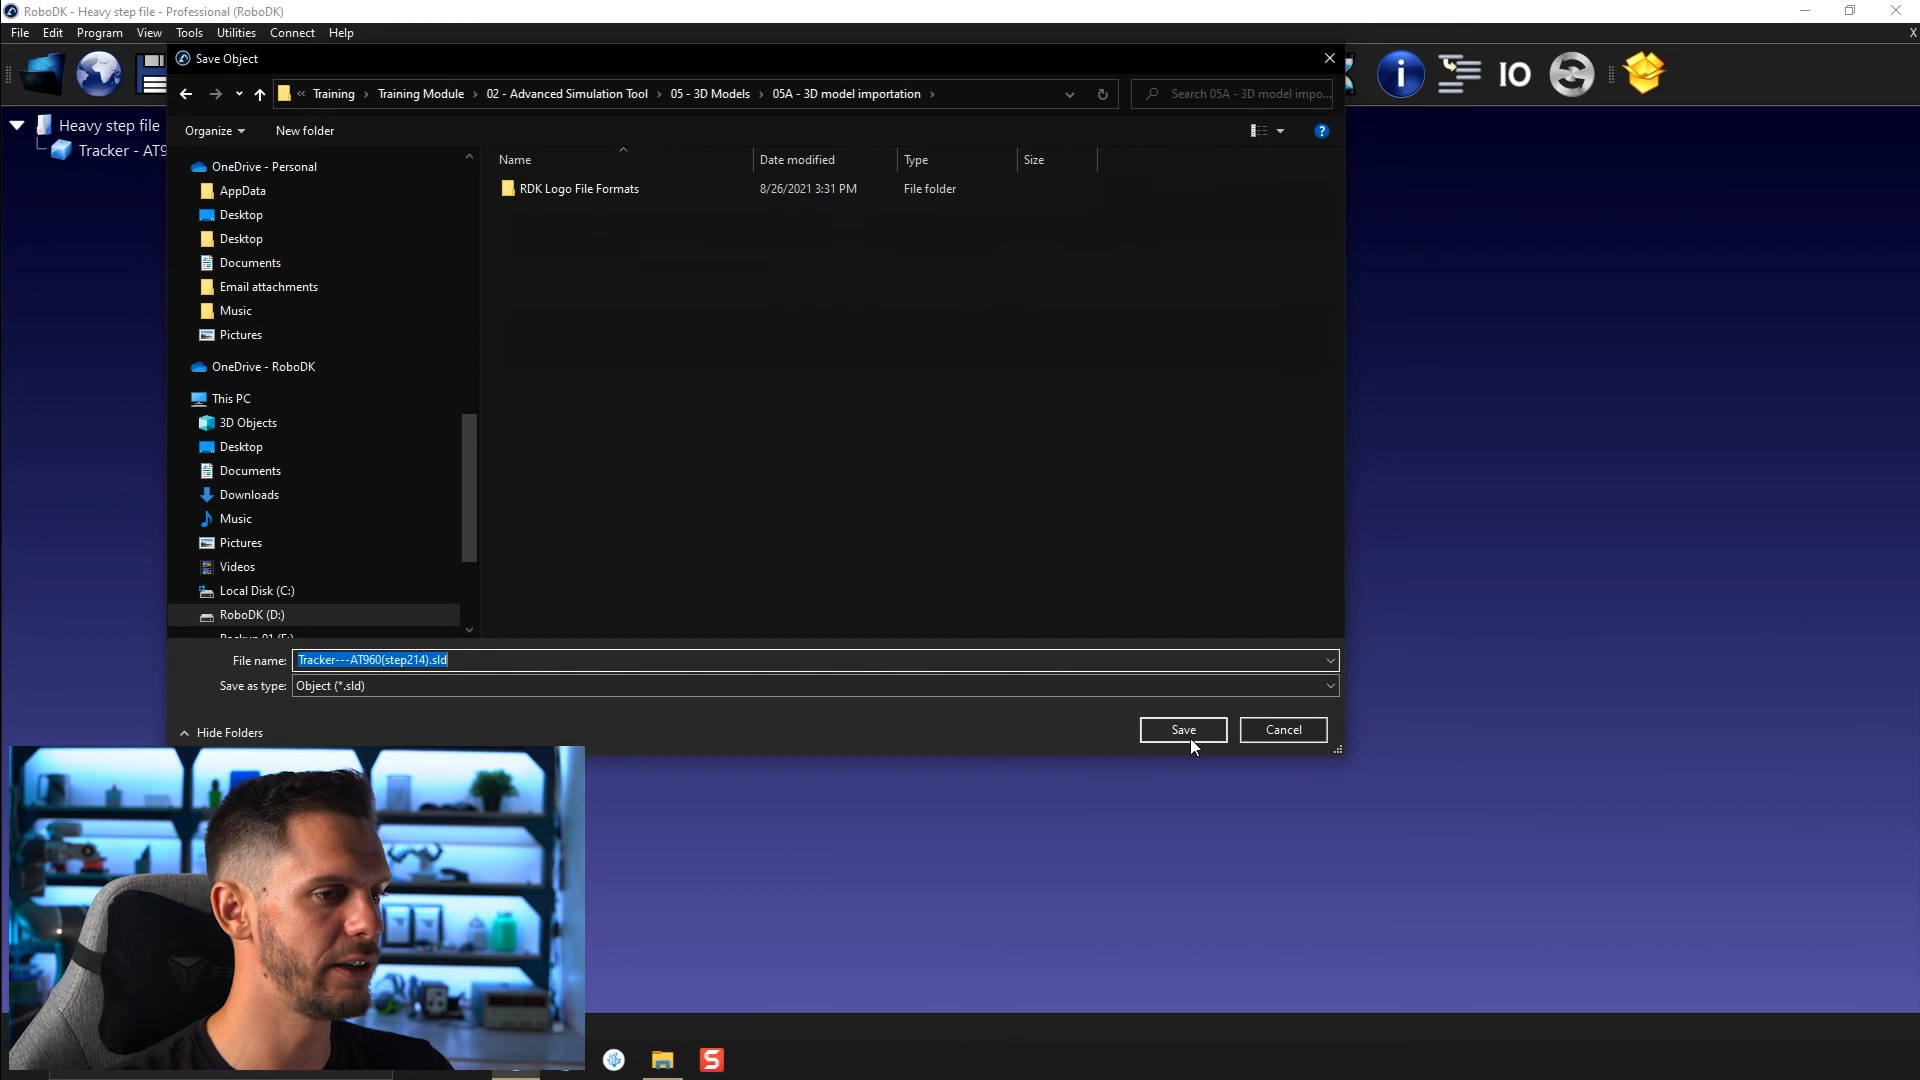 RoboDK - Heavy step file - Professional (RoboDK)
File Edit Program View Tools Utilities Connect Help X
Save Object
« Training › Training Module › 02 - Advanced Simulation Tool › 05 - 3D Models › 05A - 3D model importation ›
Search 05A - 3D model impo...
IO
Organize New folder
Heavy step file
Tracker - AT9
Name Date modified Type Size
RDK Logo File Formats 8/26/2021 3:31 PM File folder
OneDrive - Personal
AppData
Desktop
Desktop
Documents
Email attachments
Music
Pictures
OneDrive - RoboDK
This PC
3D Objects
Desktop
Documents
Downloads
Music
Pictures
Videos
Local Disk (C:)
RoboDK (D:)
Backup 01 (E:)
File name: Tracker---AT960(step214).sld
Save as type: Object (*.sld)
Hide Folders
Save Cancel
S